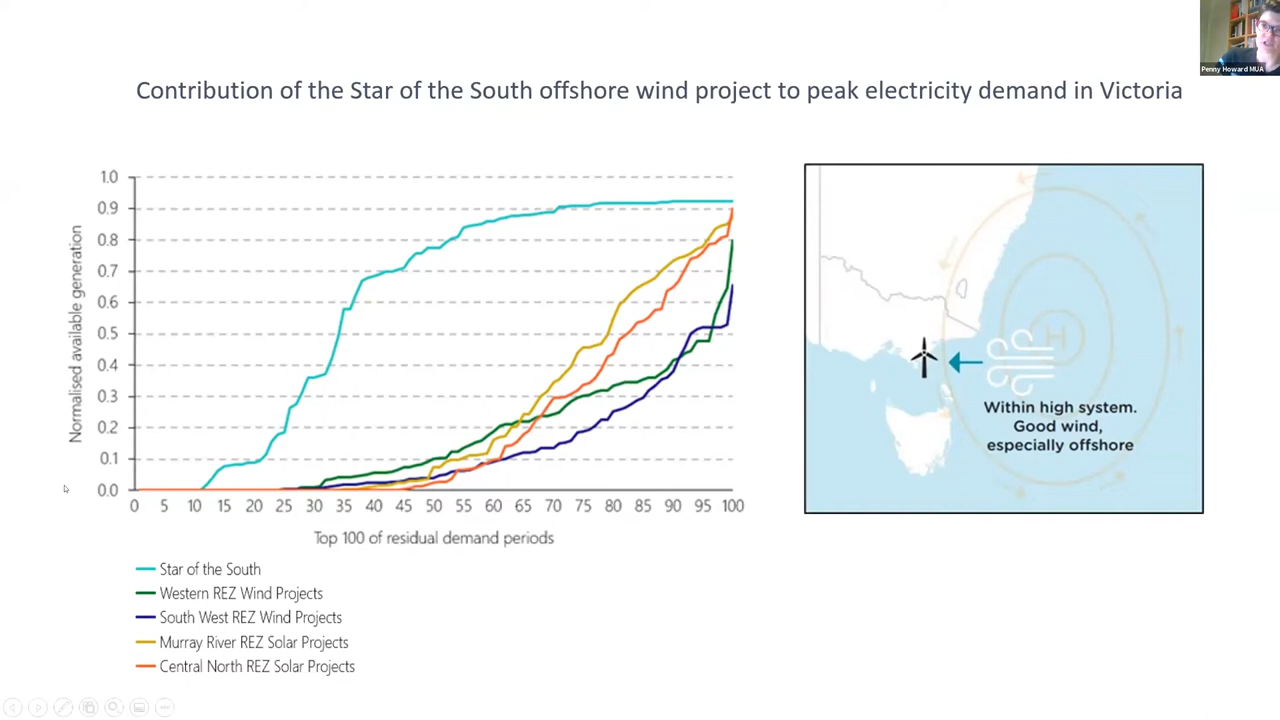 Penny Howard MUA
Contribution of the Star of the South offshore wind project to peak electricity demand in Victoria
Normalised available generation
1.0
0.9
0.8
0.7
0.6
0.5
0.4
0.3
0.2
0.1
0.0
0 5 10 15 20 25 30 35 40 45 50 55 60 65 70 75 80 85 90 95 100
Top 100 of residual demand periods
Star of the South
Western REZ Wind Projects
South West REZ Wind Projects
Murray River REZ Solar Projects
Central North REZ Solar Projects
H
Within high system.
Good wind,
especially offshore